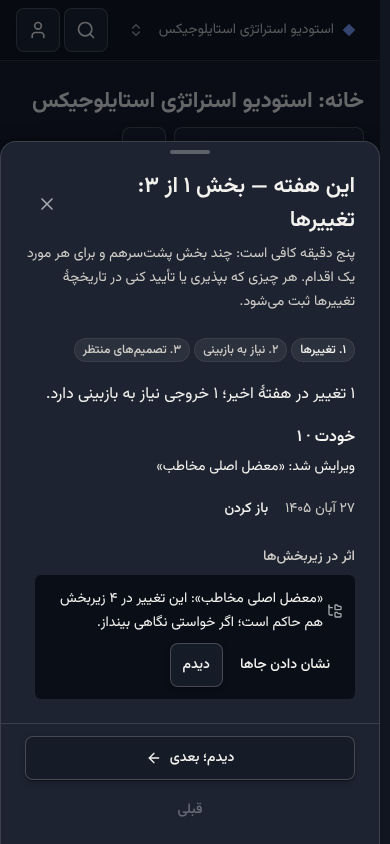 استودیو استراتژی استایلوجیکس
خانه: استودیو استراتژی استایلوجیکس
این هفته — بخش ۱ از ۳:
تغییرها
پنج دقیقه کافی است: چند بخش پشت‌سرهم و برای هر مورد
یک اقدام. هر چیزی که بپذیری یا تأیید کنی در تاریخچهٔ
تغییرها ثبت می‌شود.
۱. تغییرها
۲. نیاز به بازبینی
۳. تصمیم‌های منتظر
۱ تغییر در هفتهٔ اخیر؛ ۱ خروجی نیاز به بازبینی دارد.
خودت · ۱
ویرایش شد: «معضل اصلی مخاطب»
۲۷ آبان ۱۴۰۵
باز کردن
اثر در زیربخش‌ها
«معضل اصلی مخاطب»: این تغییر در ۴ زیربخش
هم حاکم است؛ اگر خواستی نگاهی بینداز.
نشان دادن جاها
دیدم
دیدم؛ بعدی ←
قبلی